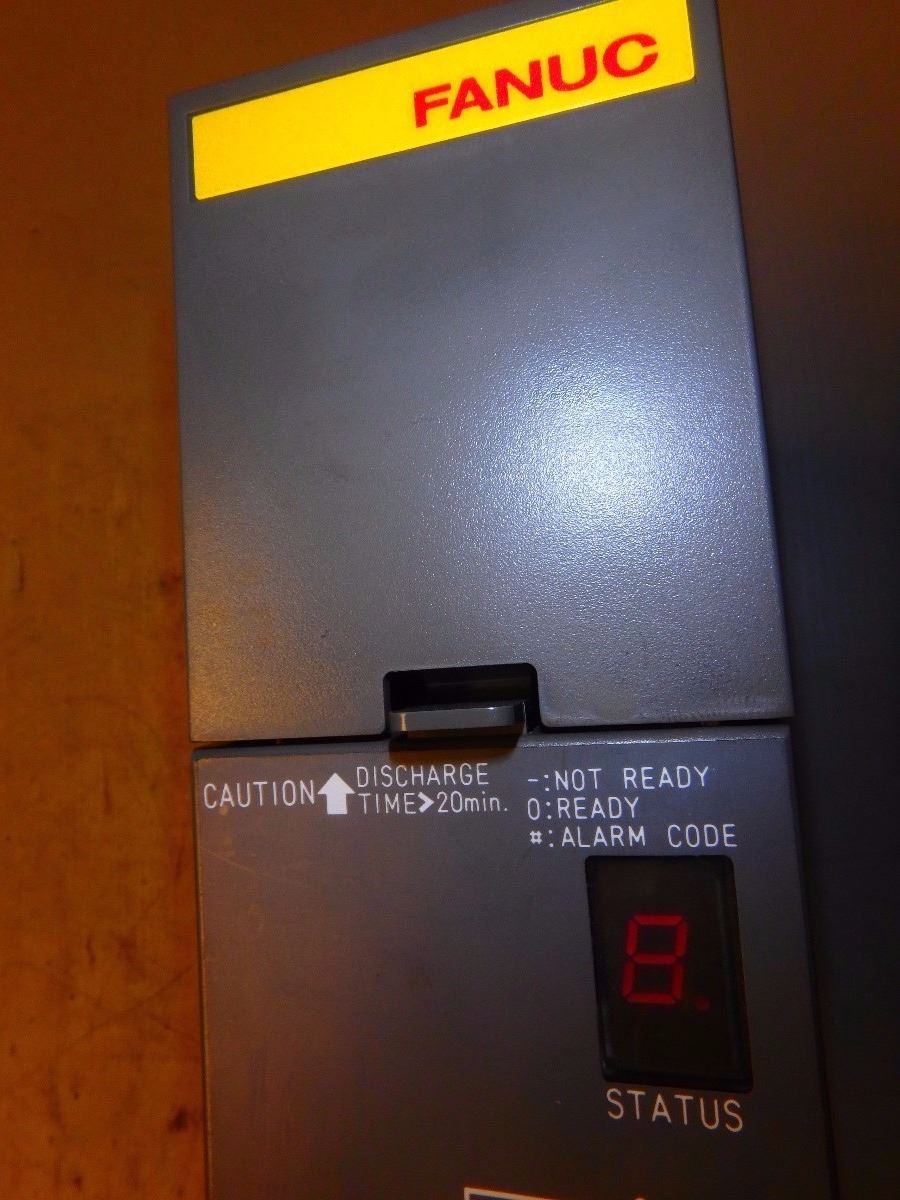 FANUC
CAUTION⬆DISCHARGE
TIME>20min.
-:NOT READY
0:READY
#:ALARM CODE
8.
STATUS